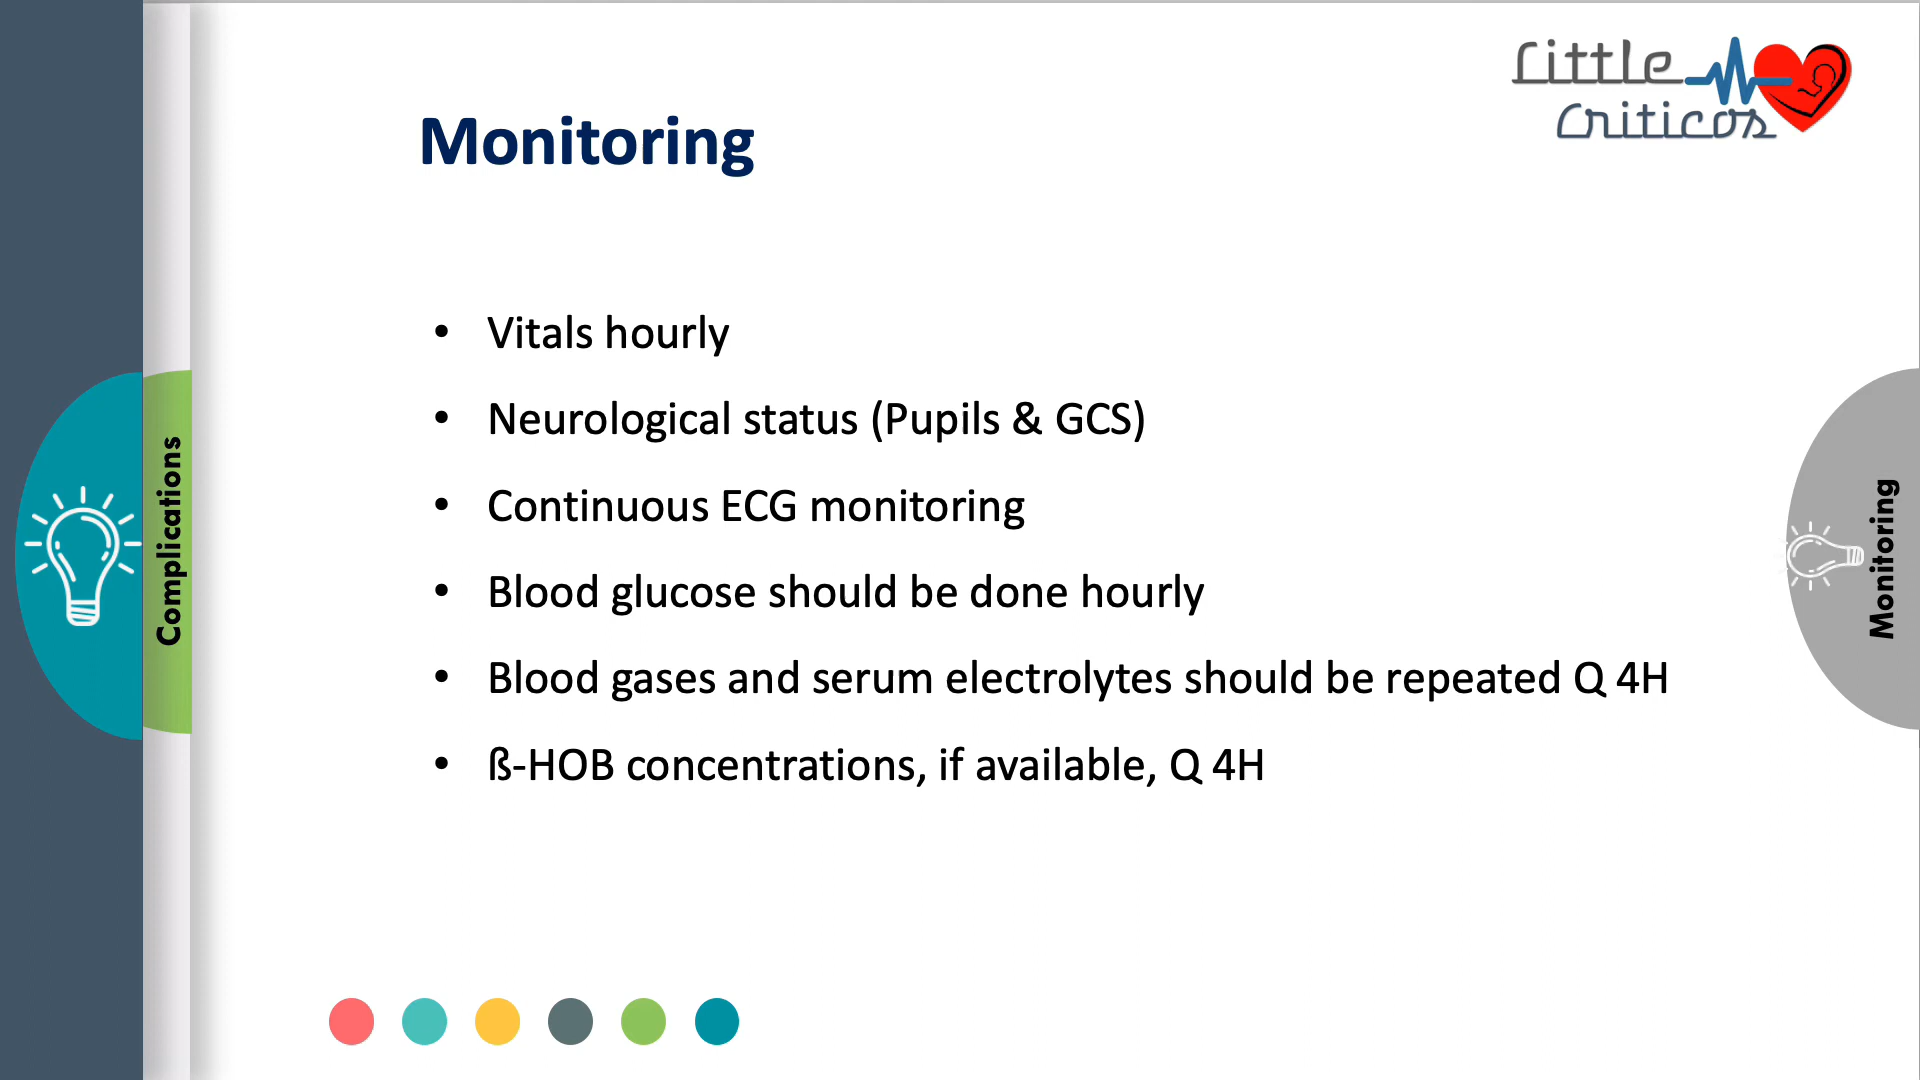 Little
Criticos
Monitoring
• Vitals hourly
• Neurological status (Pupils & GCS)
• Continuous ECG monitoring
• Blood glucose should be done hourly
• Blood gases and serum electrolytes should be repeated Q 4H
• ß-HOB concentrations, if available, Q 4H
Complications
Monitoring